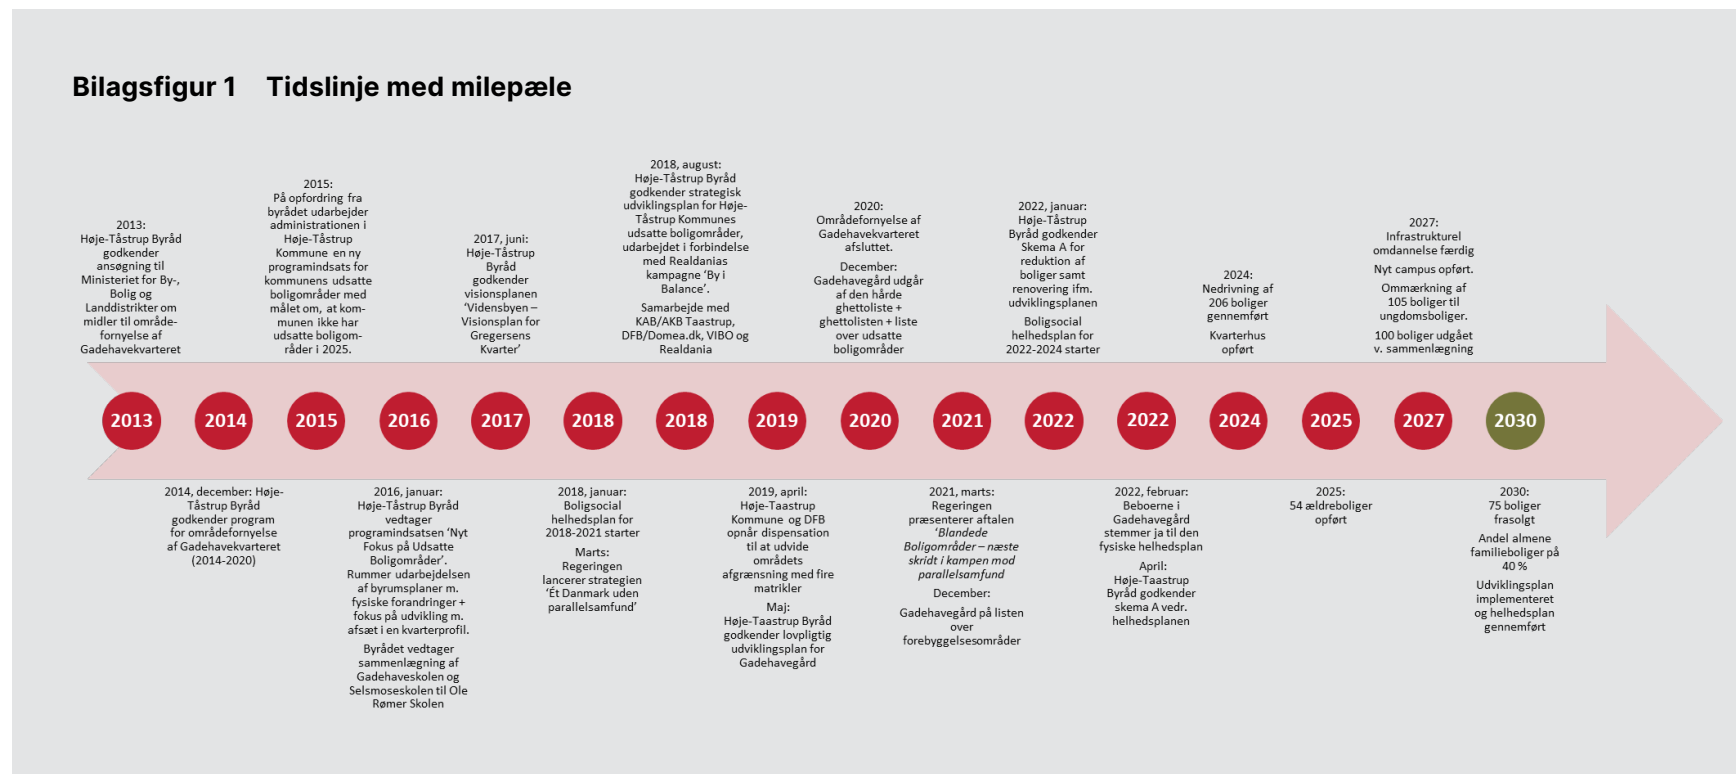 Bilagsfigur 1 Tidslinje med milepæle
2013:
Høje-Tåstrup Byråd
godkender
ansøgning til
Ministeriet for By-,
Bolig og
Landdistrikter om
midler til område-
fornyelse af
Gadehavekvarteret
2015:
På opfordring fra
byrådet udarbejder
administrationen i
Høje-Tåstrup
Kommune en ny
programindsats for
kommunens udsatte
boligområder med
målet om, at kom-
munen ikke har
udsatte boligom-
råder i 2025.
2017, juni:
Høje-Tåstrup
Byråd
godkender
visionsplanen
‘Vidensbyen –
Visionsplan for
Gregersens
Kvarter’
2018, august:
Høje-Tåstrup Byråd
godkender strategisk
udviklingsplan for Høje-
Tåstrup Kommunes
udsatte boligområder,
udarbejdet i forbindelse
med Realdanias
kampagne ‘By i
Balance’.
Samarbejde med
KAB/AKB Taastrup,
DFB/Domea.dk, VIBO og
Realdania
2020:
Områdefornyelse af
Gadehavekvarteret
afsluttet.
December:
Gadehavegård udgår
af den hårde
ghettoliste +
ghettolisten + liste
over udsatte
boligområder
2022, januar:
Høje-Tåstrup
Byråd godkender
Skema A for
reduktion af
boliger samt
renovering ifm.
udviklingsplanen
Boligsocial
helhedsplan for
2022-2024 starter
2024:
Nedrivning af
206 boliger
gennemført
Kvarterhus
opført
2027:
Infrastrukturel
omdannelse færdig
Nyt campus opført.
Ommærkning af
105 boliger til
ungdomsboliger.
100 boliger udgået
v. sammenlægning
2013 2014 2015 2016 2017 2018 2018 2019 2020 2021 2022 2022 2024 2025 2027 2030
2014, december: Høje-
Tåstrup Byråd
godkender program
for områdefornyelse
af Gadehavekvarteret
(2014-2020)
2016, januar:
Høje-Tåstrup Byråd
vedtager
programindsatsen ‘Nyt
Fokus på Udsatte
Boligområder’.
Rummer udarbejdelsen
af byrumsplaner m.
fysiske forandringer +
fokus på udvikling m.
afsæt i en kvarterprofil.
Byrådet vedtager
sammenlægning af
Gadehaveskolen og
Selsmoseskolen til Ole
Rømer Skolen
2018, januar:
Boligsocial
helhedsplan for
2018-2021 starter
Marts:
Regeringen
lancerer strategien
‘Ét Danmark uden
parallelsamfund’
2019, april:
Høje-Taastrup
Kommune og DFB
opnår dispensation
til at udvide
områdets
afgrænsning med fire
matrikler
Maj:
Høje-Taastrup Byråd
godkender lovpligtig
udviklingsplan for
Gadehavegård
2021, marts:
Regeringen
præsenterer aftalen
‘Blandede
Boligområder – næste
skridt i kampen mod
parallelsamfund
December:
Gadehavegård på listen
over
forebyggelsesområder
2022, februar:
Beboerne i
Gadehavegård
stemmer ja til den
fysiske helhedsplan
April:
Høje-Taastrup
Byråd godkender
skema A vedr.
helhedsplanen
2025:
54 ældreboliger
opført
2030:
75 boliger
frasolgt
Andel almene
familieboliger på
40 %
Udviklingsplan
implementeret
og helhedsplan
gennemført